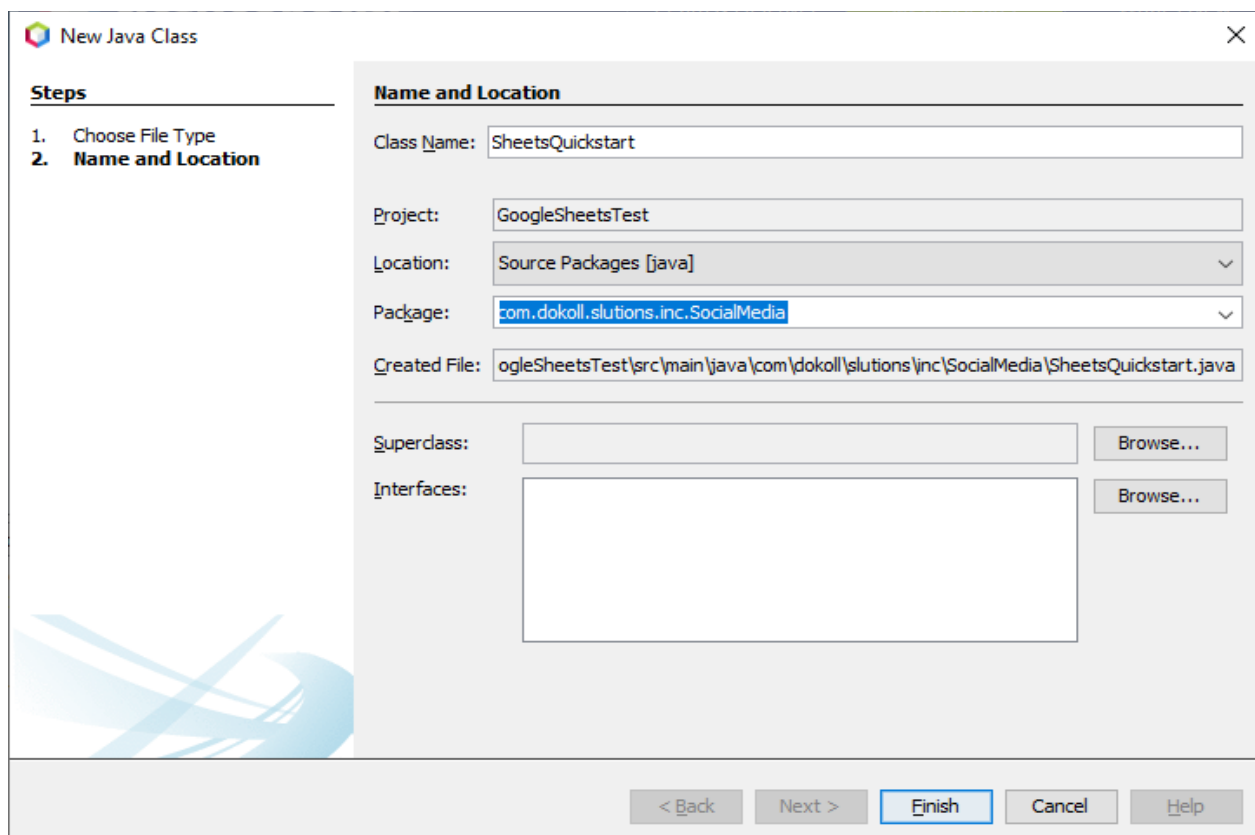 New Java Class
Steps
1. Choose File Type
2. Name and Location
Name and Location
Class Name: SheetsQuickstart
Project: GoogleSheetsTest
Location: Source Packages [java]
Package: com.dokoll.slutions.inc.SocialMedia
Created File: ogleSheetsTest\src\main\java\com\dokoll\slutions\inc\SocialMedia\SheetsQuickstart.java
Superclass: Browse...
Interfaces: Browse...
< Back Next > Finish Cancel Help